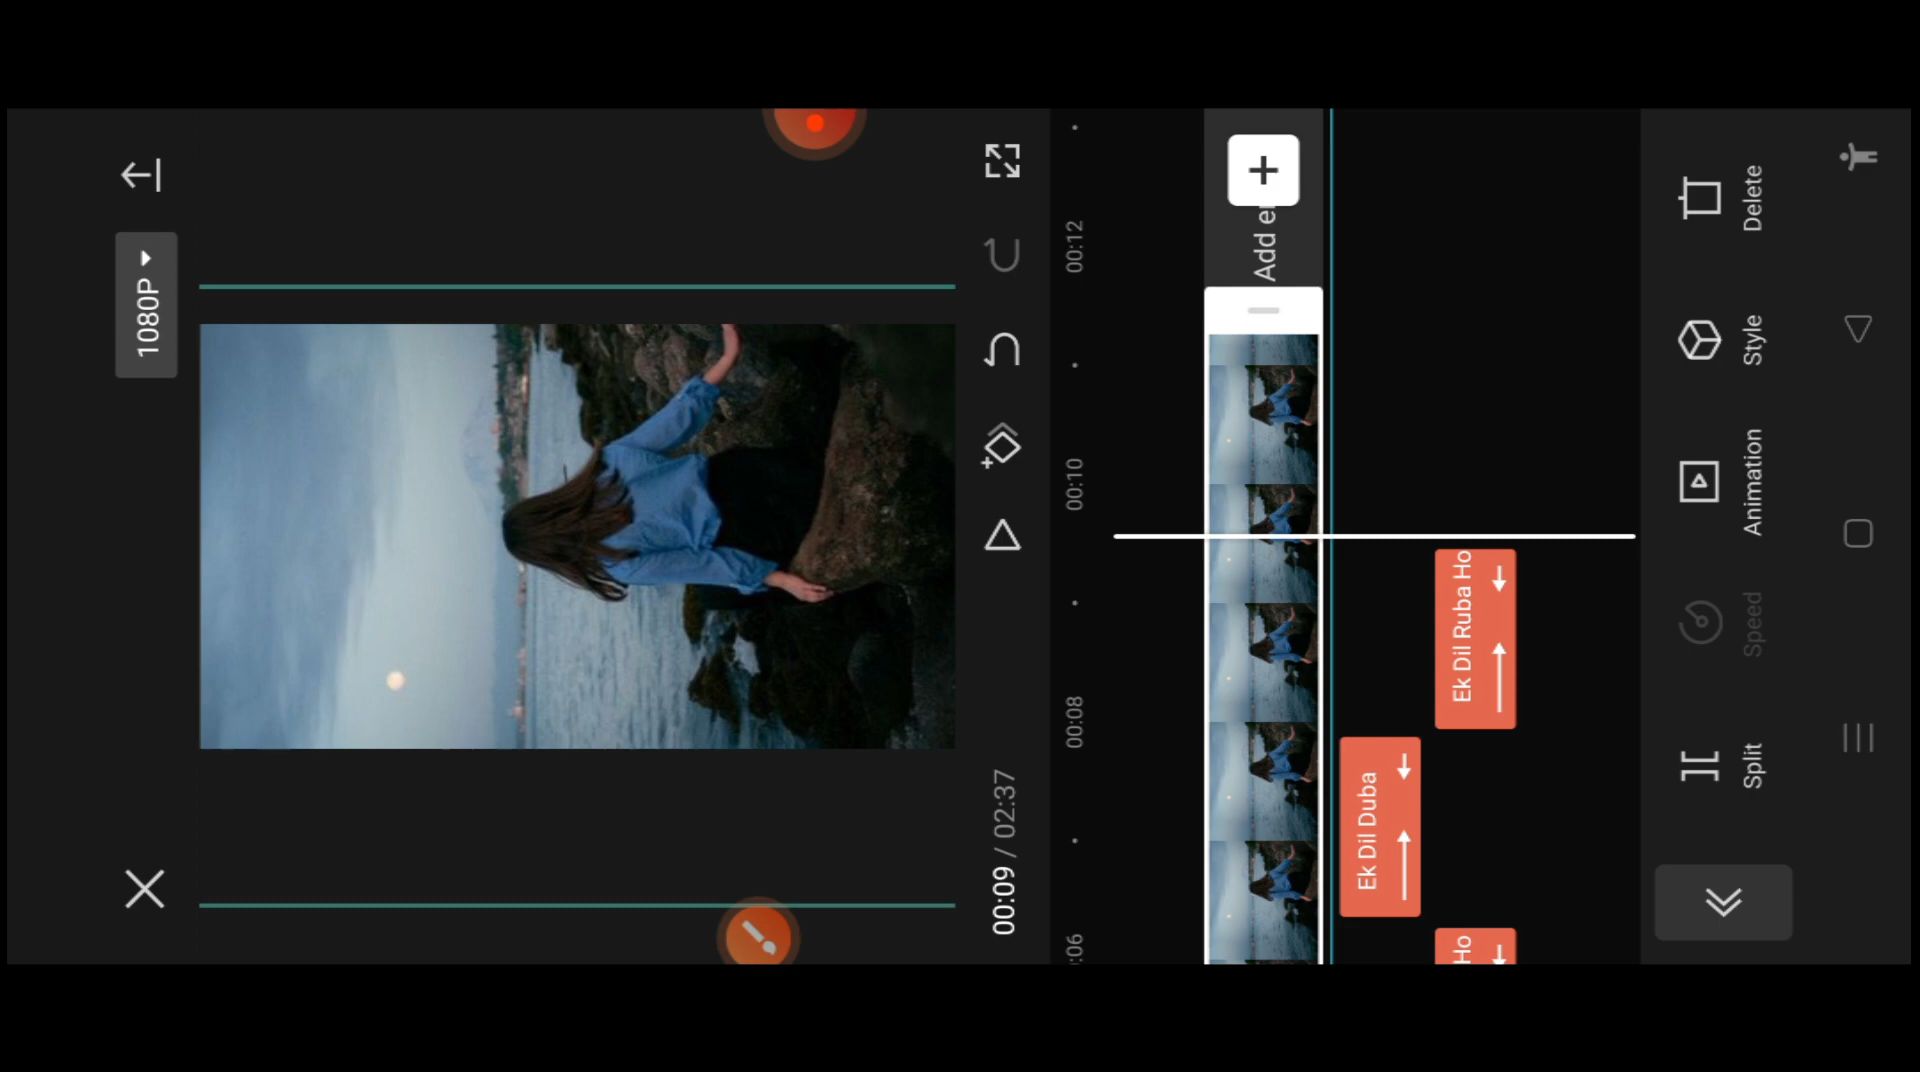 1080P
00:09 / 02:37
:06
00:08
00:10
00:12
Add e
Ek Dil Duba
Ek Dil Ruba Ho
Ho
Split
Speed
Animation
Style
Delete